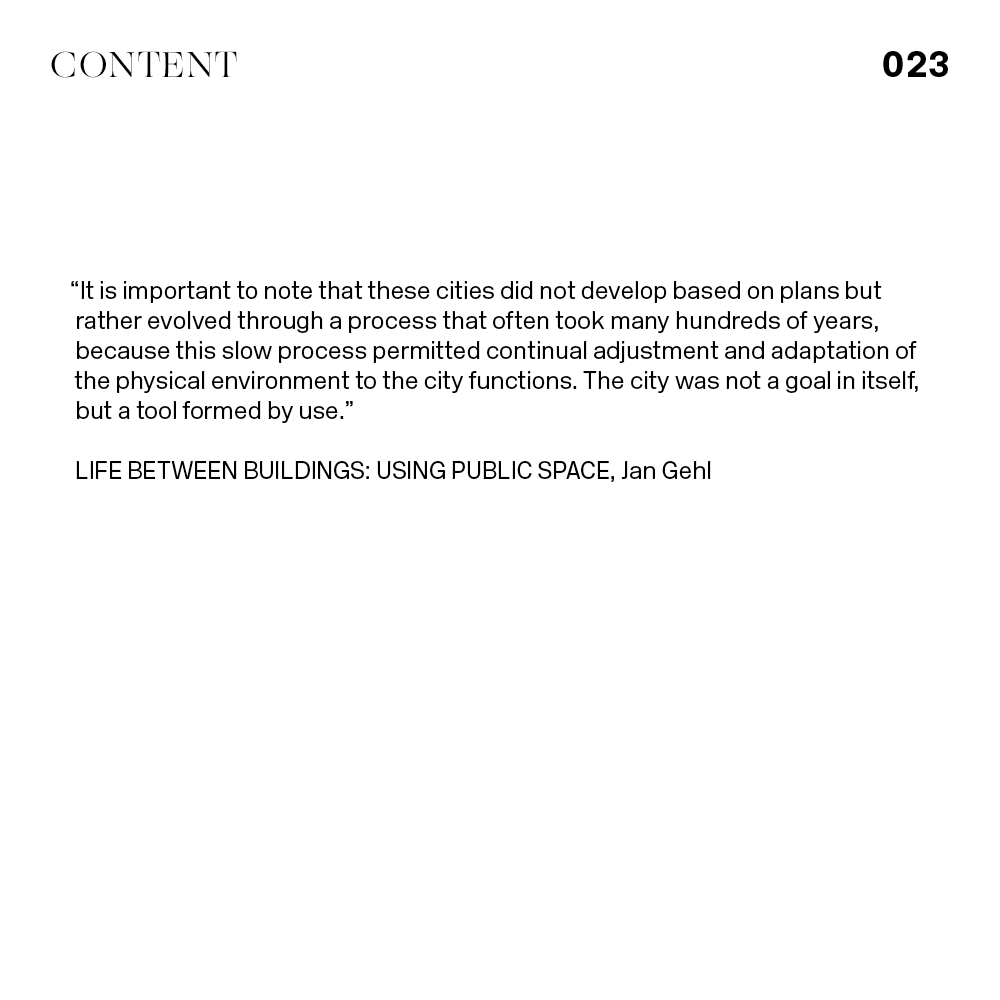 CONTENT
023
“It is important to note that these cities did not develop based on plans but
rather evolved through a process that often took many hundreds of years,
because this slow process permitted continual adjustment and adaptation of
the physical environment to the city functions. The city was not a goal in itself,
but a tool formed by use.”
LIFE BETWEEN BUILDINGS: USING PUBLIC SPACE, Jan Gehl